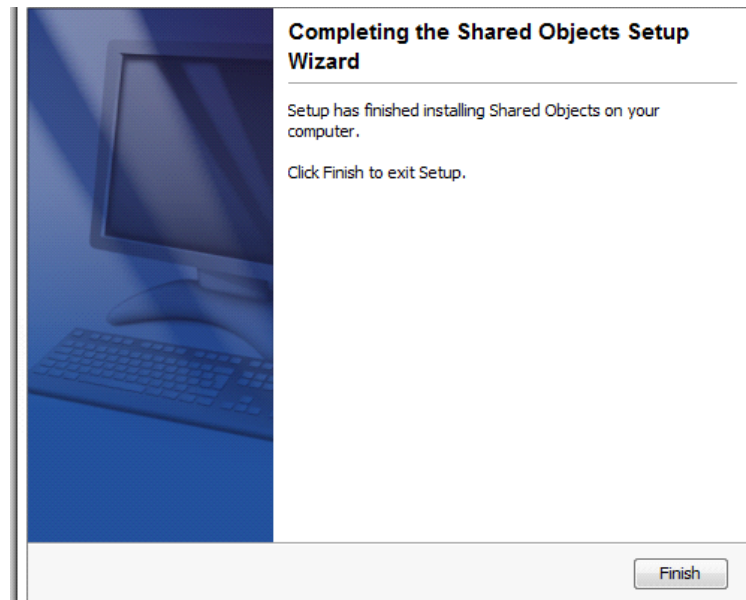 Completing the Shared Objects Setup
Wizard
Setup has finished installing Shared Objects on your
computer.
Click Finish to exit Setup.
Finish